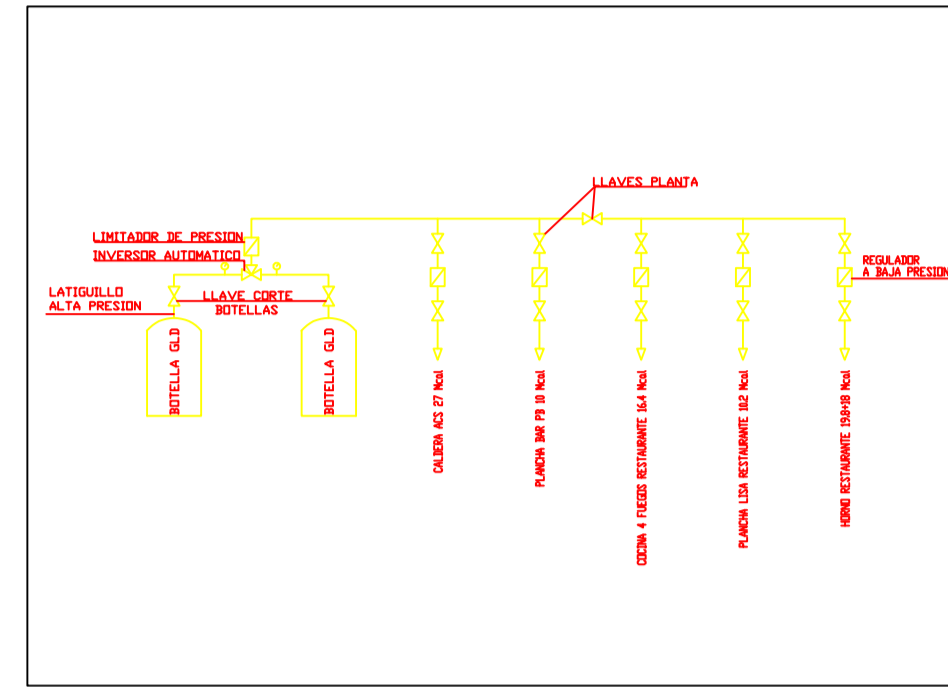 LLAVES PLANTA
LIMITADOR DE PRESION
INVERSOR AUTOMATICO
REGULADOR
A BAJA PRESION
LATIGUILLO
ALTA PRESION
LLAVE CORTE
BOTELLAS
BOTELLA GLD
BOTELLA GLD
CALDERA ACS 27 Mcal
PLANCHA BAR PB 10 Mcal
COCINA 4 FUEGOS RESTAURANTE 16.4 Mcal
PLANCHA LISA RESTAURANTE 10.2 Mcal
HORNO RESTAURANTE 19.8+18 Mcal